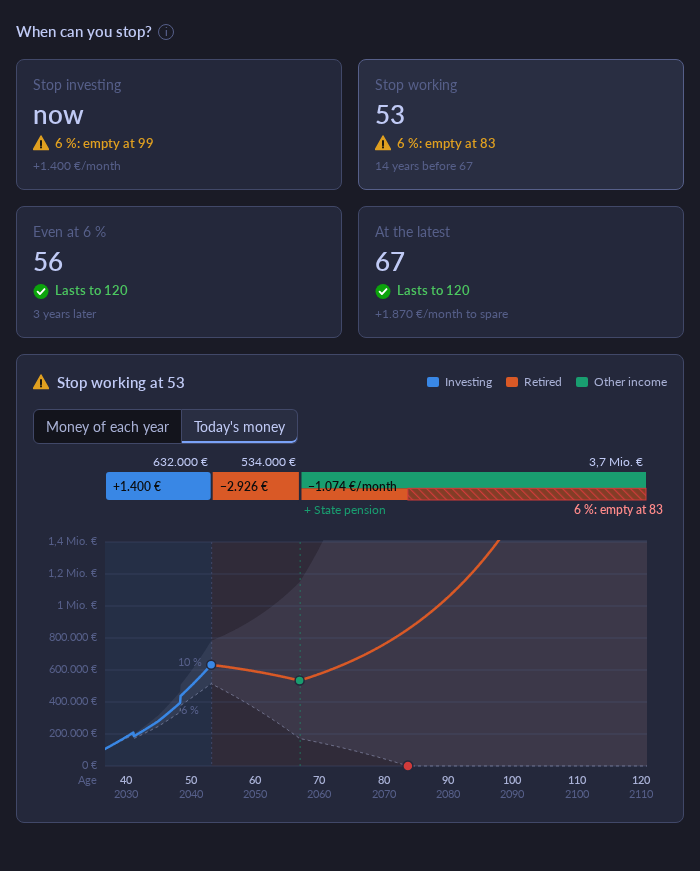 When can you stop?
Stop investing
now
6 %: empty at 99
+1.400 €/month
Stop working
53
6 %: empty at 83
14 years before 67
Even at 6 %
56
Lasts to 120
3 years later
At the latest
67
Lasts to 120
+1.870 €/month to spare
Stop working at 53
Investing
Retired
Other income
Money of each year
Today's money
632.000 €
534.000 €
3,7 Mio. €
+1.400 €
−2.926 €
−1.074 €/month
+ State pension
6 %: empty at 83
1,4 Mio. €
1,2 Mio. €
1 Mio. €
800.000 €
600.000 €
400.000 €
200.000 €
0 €
10 %
6 %
Age 40 50 60 70 80 90 100 110 120
2030 2040 2050 2060 2070 2080 2090 2100 2110